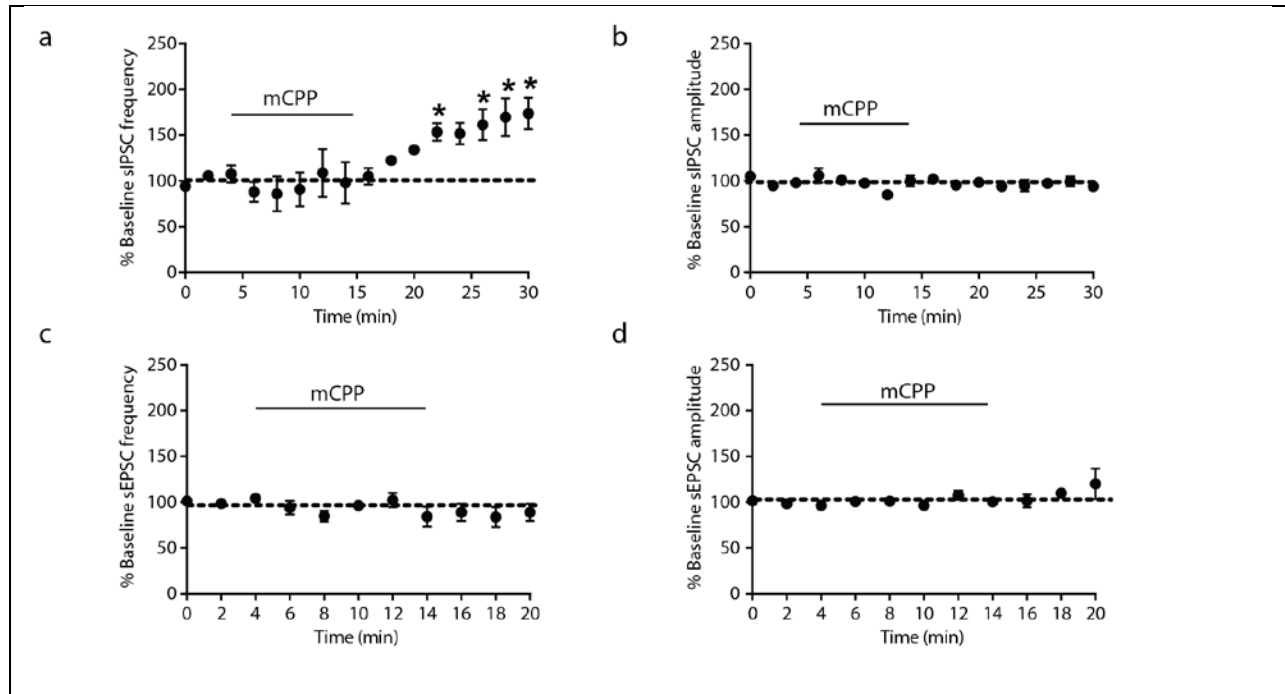 a
% Baseline sIPSC frequency
250
200
150
100
50
0
mCPP
* * * *
0 5 10 15 20 25 30
Time (min)
b
% Baseline sIPSC amplitude
250
200
150
100
50
0
mCPP
0 5 10 15 20 25 30
Time (min)
c
% Baseline sEPSC frequency
250
200
150
100
50
0
mCPP
0 2 4 6 8 10 12 14 16 18 20
Time (min)
d
% Baseline sEPSC amplitude
250
200
150
100
50
0
mCPP
0 2 4 6 8 10 12 14 16 18 20
Time (min)